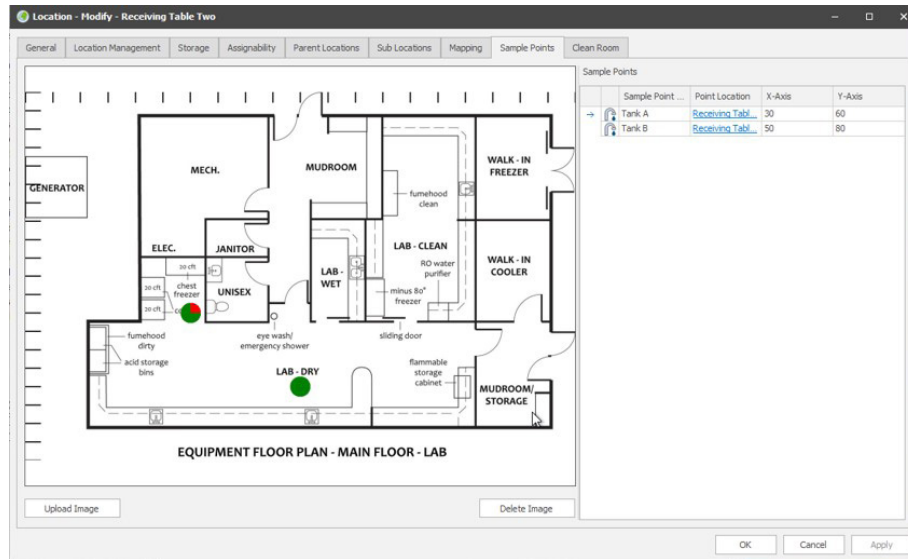 Location - Modify - Receiving Table Two
General
Location Management
Storage
Assignability
Parent Locations
Sub Locations
Mapping
Sample Points
Clean Room
Sample Points
Sample Point ...
Point Location
X-Axis
Y-Axis
Tank A
Receiving Tabl...
30
60
Tank B
Receiving Tabl...
50
80
GENERATOR
MECH.
MUDROOM
WALK - IN
FREEZER
fumehood
clean
ELEC.
JANITOR
LAB - CLEAN
RO water
purifier
WALK - IN
COOLER
20 cft
chest
freezer
20 cft
20 cft
UNISEX
LAB -
WET
minus 80°
freezer
fumehood
dirty
acid storage
bins
eye wash/
emergency shower
sliding door
LAB - DRY
flammable
storage
cabinet
MUDROOM/
STORAGE
EQUIPMENT FLOOR PLAN - MAIN FLOOR - LAB
Upload Image
Delete Image
OK
Cancel
Apply